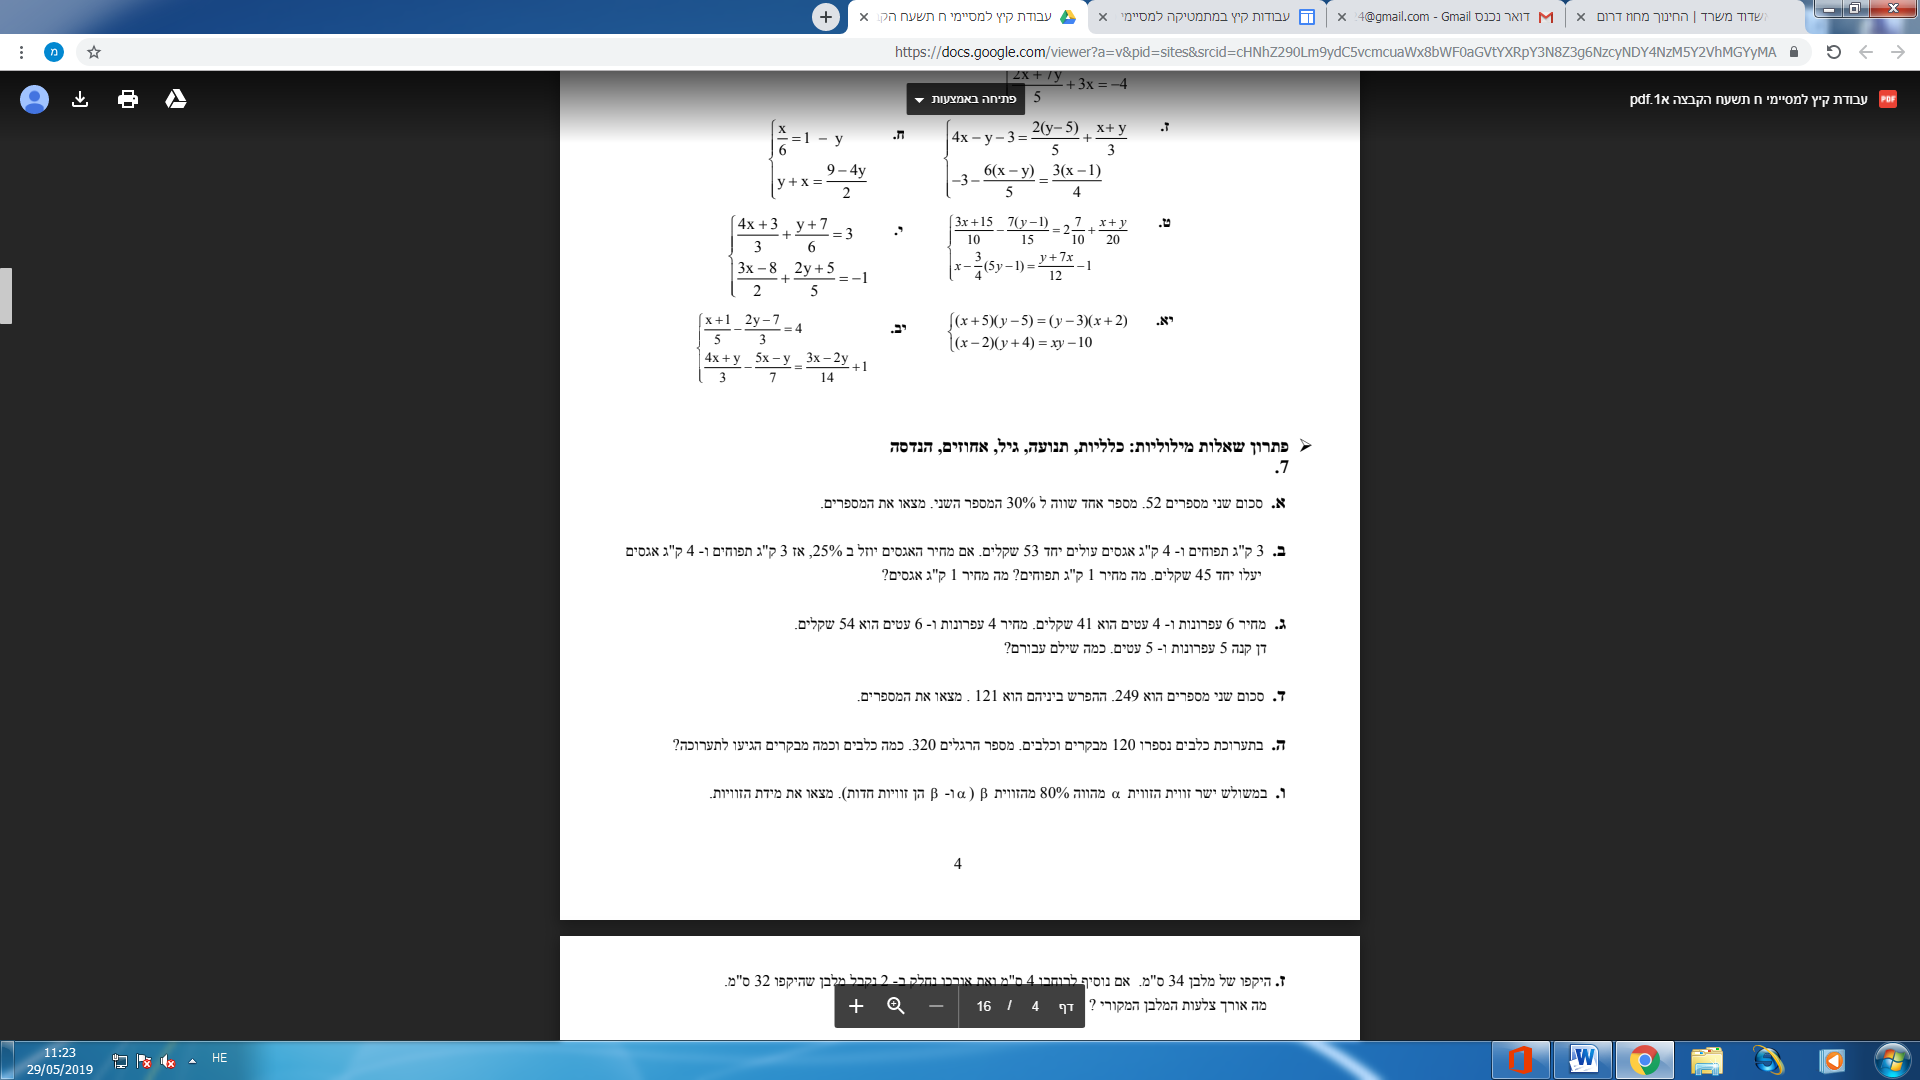 משדוד משרד | החינוך מחוז דרום
דואר נכנס 4@gmail.com - Gmail
עבודות קיץ במתמטיקה למסיימי
עבודת קיץ למסיימי ח תשעח הקב
https://docs.google.com/viewer?a=v&pid=sites&srcid=cHNhZ290Lm9ydC5vcmcuaWx8bWF0aGVtYXRpY3N8Z3g6NzcyNDY4NzM5Y2VhMGYyMA
מ
PDF עבודת קיץ למסיימי ח תשעח הקבצה א1.pdf
פתיחה באמצעות
(2x + 7y)/5 + 3x = −4
ז. 4x − y − 3 = 2(y − 5)/5 + (x + y)/3
−3 − 6(x − y)/5 = 3(x − 1)/4
ח. x/6 = 1 − y
y + x = (9 − 4y)/2
ט. (3x + 15)/10 − 7(y − 1)/15 = 2 7/10 + (x + y)/20
x − 3/4 (5y − 1) = (y + 7x)/12 − 1
י. (4x + 3)/3 + (y + 7)/6 = 3
(3x − 8)/2 + (2y + 5)/5 = −1
יא. (x + 5)(y − 5) = (y − 3)(x + 2)
(x − 2)(y + 4) = xy − 10
יב. (x + 1)/5 − (2y − 7)/3 = 4
(4x + y)/3 − (5x − y)/7 = (3x − 2y)/14 + 1
פתרון שאלות מילוליות: כלליות, תנועה, גיל, אחוזים, הנדסה
7.
א. סכום שני מספרים 52. מספר אחד שווה ל 30% המספר השני. מצאו את המספרים.
ב. 3 ק"ג תפוחים ו- 4 ק"ג אגסים עולים יחד 53 שקלים. אם מחיר האגסים יוזל ב 25%, אז 3 ק"ג תפוחים ו- 4 ק"ג אגסים
יעלו יחד 45 שקלים. מה מחיר 1 ק"ג תפוחים? מה מחיר 1 ק"ג אגסים?
ג. מחיר 6 עפרונות ו- 4 עטים הוא 41 שקלים. מחיר 4 עפרונות ו- 6 עטים הוא 54 שקלים.
דן קנה 5 עפרונות ו- 5 עטים. כמה שילם עבורם?
ד. סכום שני מספרים הוא 249. ההפרש ביניהם הוא 121 . מצאו את המספרים.
ה. בתערוכת כלבים נספרו 120 מבקרים וכלבים. מספר הרגלים 320. כמה כלבים וכמה מבקרים הגיעו לתערוכה?
ו. במשולש ישר זווית הזווית α מהווה 80% מהזווית β (α ו- β הן זוויות חדות). מצאו את מידת הזוויות.
4
ז. היקפו של מלבן 34 ס"מ. אם נוסיף לרוחבו 4 ס"מ ואת אורכו נחלק ב- 2 נקבל מלבן שהיקפו 32 ס"מ.
מה אורך צלעות המלבן המקורי ?
דף 4 / 16
HE
11:23
29/05/2019